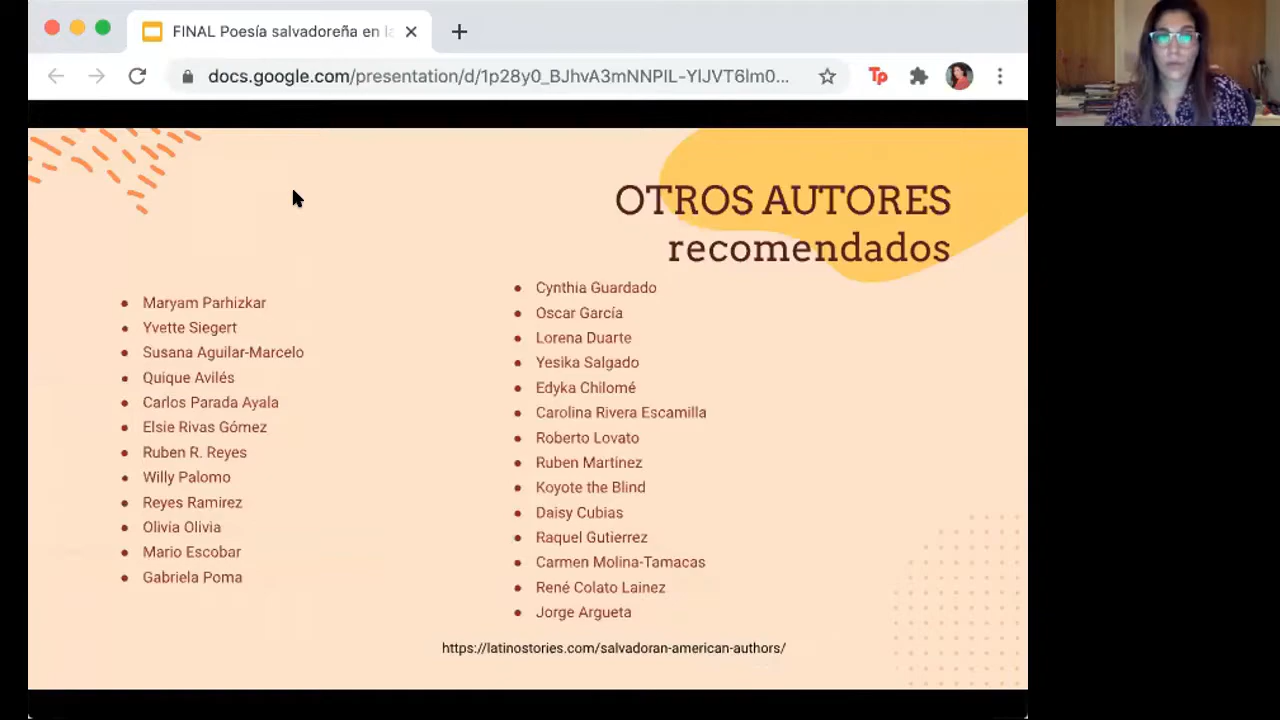 FINAL Poesía salvadoreña en la
docs.google.com/presentation/d/1p28y0_BJhvA3mNNPIL-YlJVT6lm0...
Tp
OTROS AUTORES
recomendados
Maryam Parhizkar
Yvette Siegert
Susana Aguilar-Marcelo
Quique Avilés
Carlos Parada Ayala
Elsie Rivas Gómez
Ruben R. Reyes
Willy Palomo
Reyes Ramirez
Olivia Olivia
Mario Escobar
Gabriela Poma
Cynthia Guardado
Oscar García
Lorena Duarte
Yesika Salgado
Edyka Chilomé
Carolina Rivera Escamilla
Roberto Lovato
Ruben Martínez
Koyote the Blind
Daisy Cubias
Raquel Gutierrez
Carmen Molina-Tamacas
René Colato Lainez
Jorge Argueta
https://latinostories.com/salvadoran-american-authors/